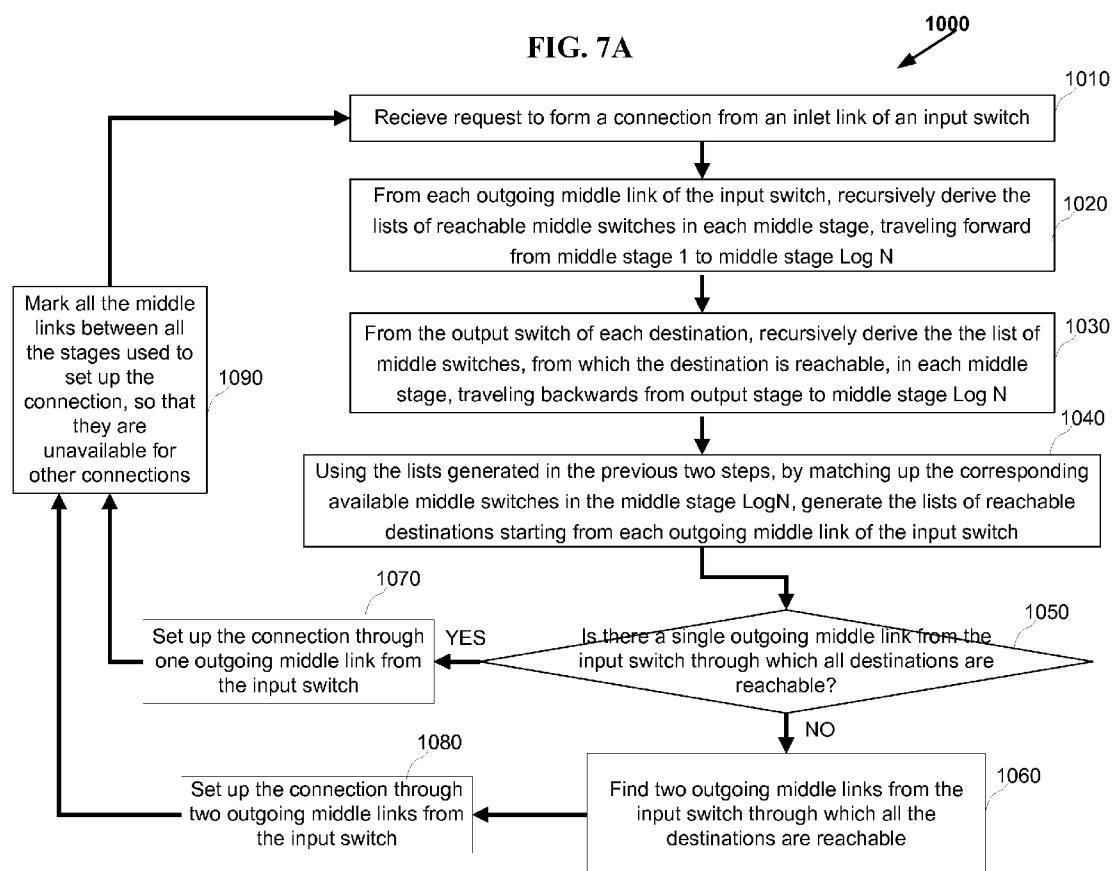 FIG. 7A
1000
1010
Recieve request to form a connection from an inlet link of an input switch
From each outgoing middle link of the input switch, recursively derive the
lists of reachable middle switches in each middle stage, traveling forward
from middle stage 1 to middle stage Log N
1020
From the output switch of each destination, recursively derive the the list of
middle switches, from which the destination is reachable, in each middle
stage, traveling backwards from output stage to middle stage Log N
1030
Mark all the middle
links between all
the stages used to
set up the
connection, so that
they are
unavailable for
other connections
1090
1040
Using the lists generated in the previous two steps, by matching up the corresponding
available middle switches in the middle stage LogN, generate the lists of reachable
destinations starting from each outgoing middle link of the input switch
1050
Is there a single outgoing middle link from the
input switch through which all destinations are
reachable?
YES
1070
Set up the connection through
one outgoing middle link from
the input switch
NO
1060
Find two outgoing middle links from the
input switch through which all the
destinations are reachable
1080
Set up the connection through
two outgoing middle links from
the input switch